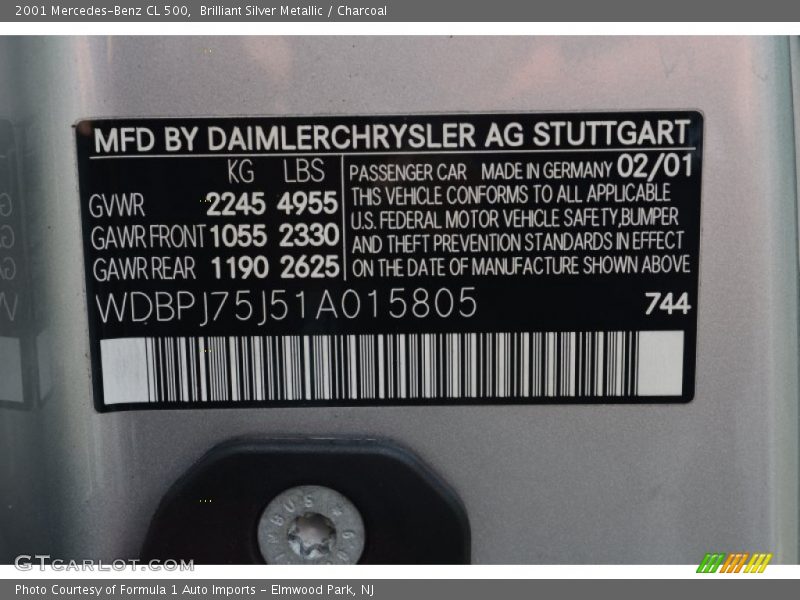 2001 Mercedes-Benz CL 500,  Brilliant Silver Metallic / Charcoal
MFD BY DAIMLERCHRYSLER AG STUTTGART
KG LBS
GVWR 2245 4955
GAWR FRONT 1055 2330
GAWR REAR 1190 2625
PASSENGER CAR MADE IN GERMANY 02/01
THIS VEHICLE CONFORMS TO ALL APPLICABLE
U.S. FEDERAL MOTOR VEHICLE SAFETY,BUMPER
AND THEFT PREVENTION STANDARDS IN EFFECT
ON THE DATE OF MANUFACTURE SHOWN ABOVE
WDBPJ75J51A015805 744
GTCARLOT.COM
Photo Courtesy of Formula 1 Auto Imports - Elmwood Park, NJ